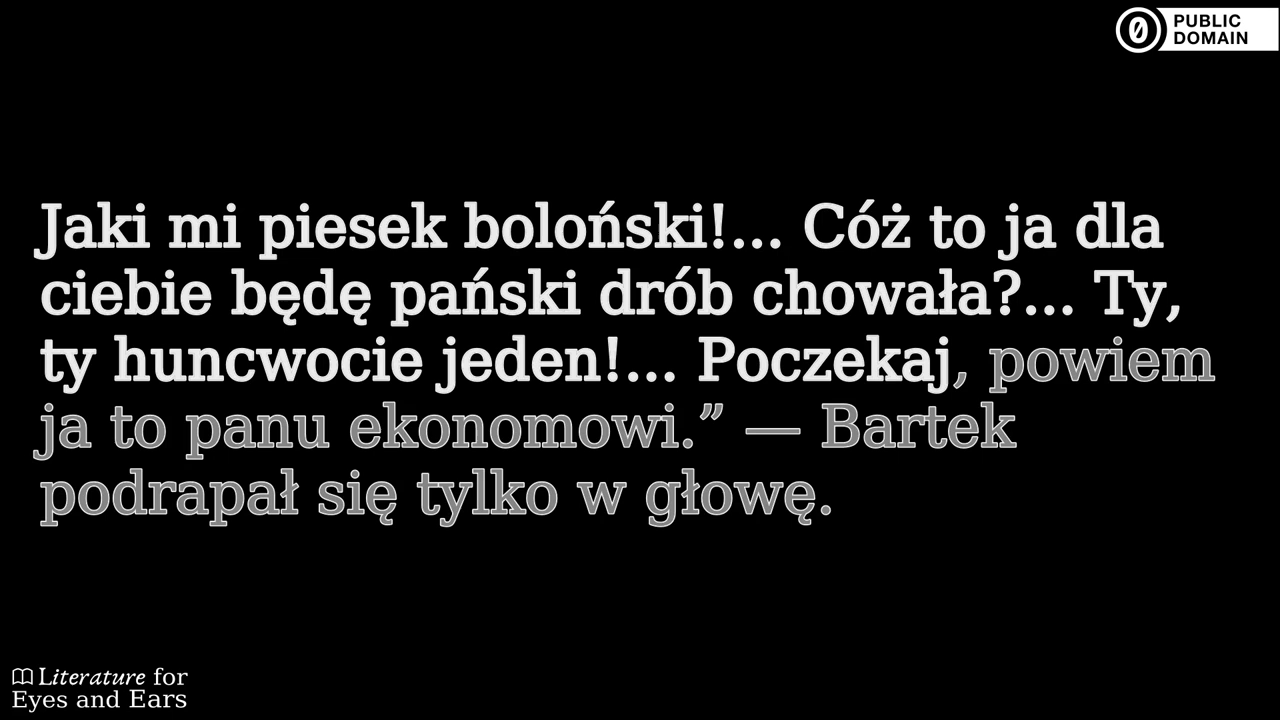 PUBLIC
DOMAIN
Jaki mi piesek boloński!... Cóż to ja dla
ciebie będę pański drób chowała?... Ty,
ty huncwocie jeden!... Poczekaj, powiem
ja to panu ekonomowi.” — Bartek
podrapał się tylko w głowę.
Literature for
Eyes and Ears